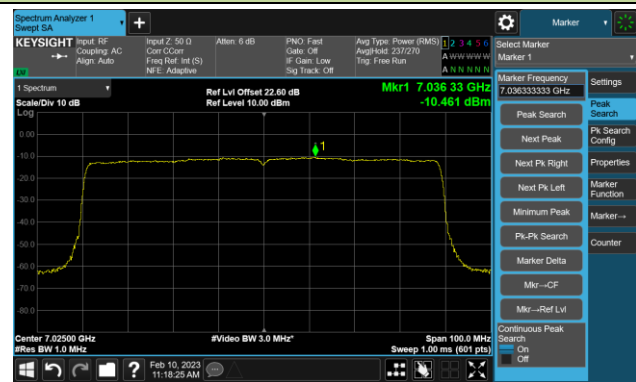 Spectrum Analyzer 1
Swept SA
Marker
KEYSIGHT
Input: RF
Coupling: AC
Align: Auto
Input Z: 50 Ω
Corr CCorr
Freq Ref: Int (S)
NFE: Adaptive
Atten: 6 dB
PNO: Fast
Gate: Off
IF Gain: Low
Sig Track: Off
Avg Type: Power (RMS)
Avg|Hold: 237/270
Trig: Free Run
1 2 3 4 5 6
A W W W W W
A N N N N N
Select Marker
Marker 1
LXI
1 Spectrum
Scale/Div 10 dB
Log
Ref Lvl Offset 22.60 dB
Ref Level 10.00 dBm
Mkr1 7.036 33 GHz
-10.461 dBm
1
0.00
-10.0
-20.0
-30.0
-40.0
-50.0
-60.0
-70.0
-80.0
Center 7.02500 GHz
#Res BW 1.0 MHz
#Video BW 3.0 MHz*
Span 100.0 MHz
Sweep 1.00 ms (601 pts)
Marker Frequency
7.036333333 GHz
Peak Search
Next Peak
Next Pk Right
Next Pk Left
Minimum Peak
Pk-Pk Search
Marker Delta
Mkr→CF
Mkr→Ref Lvl
Continuous Peak
Search
On
Off
Settings
Peak
Search
Pk Search
Config
Properties
Marker
Function
Marker→
Counter
?
Feb 10, 2023
11:18:25 AM